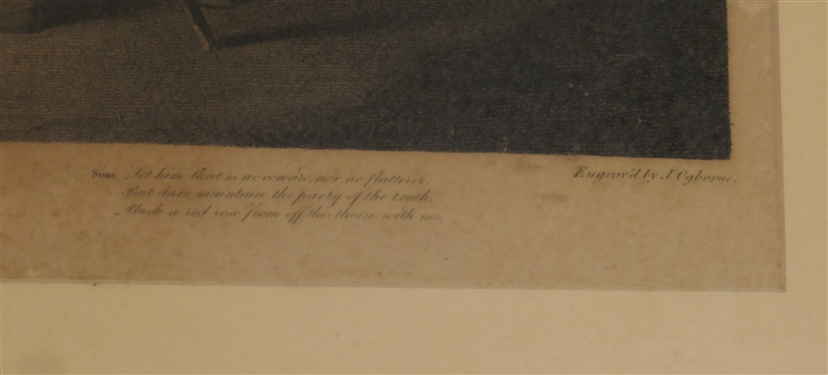 Som. Let him that is no coward, nor no flatterer,
But dare maintain the party of the truth,
Pluck a red rose from off this thorn with me.
Engrav'd by J. Ogborne.